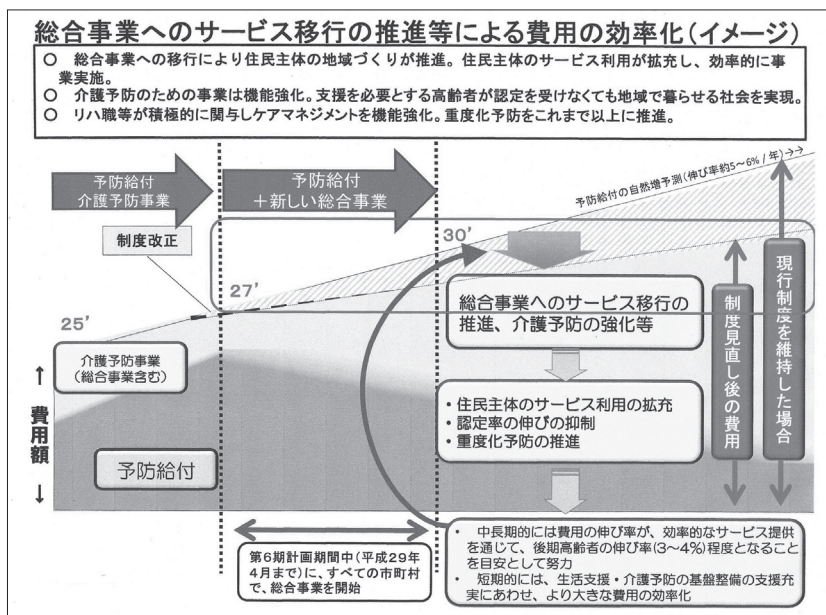 総合事業へのサービス移行の推進等による費用の効率化(イメージ)
○ 総合事業への移行により住民主体の地域づくりが推進。住民主体のサービス利用が拡充し、効率的に事
業実施。
○ 介護予防のための事業は機能強化。支援を必要とする高齢者が認定を受けなくても地域で暮らせる社会を実現。
○ リハ職等が積極的に関与しケアマネジメントを機能強化。重度化予防をこれまで以上に推進。
予防給付
介護予防事業
予防給付
+新しい総合事業
予防給付の自然増予測(伸び率約5~6%/年)→→
制度改正
25’
27’
30’
総合事業へのサービス移行の
推進、介護予防の強化等
制度見直し後の費用
現行制度を維持した場合
介護予防事業
(総合事業含む)
↑
費用額
↓
・住民主体のサービス利用の拡充
・認定率の伸びの抑制
・重度化予防の推進
予防給付
第6期計画期間中(平成29年
4月まで)に、すべての市町村
で、総合事業を開始
・ 中長期的には費用の伸び率が、効率的なサービス提供
を通じて、後期高齢者の伸び率(3~4%)程度となること
を目安として努力
・ 短期的には、生活支援・介護予防の基盤整備の支援充
実にあわせ、より大きな費用の効率化